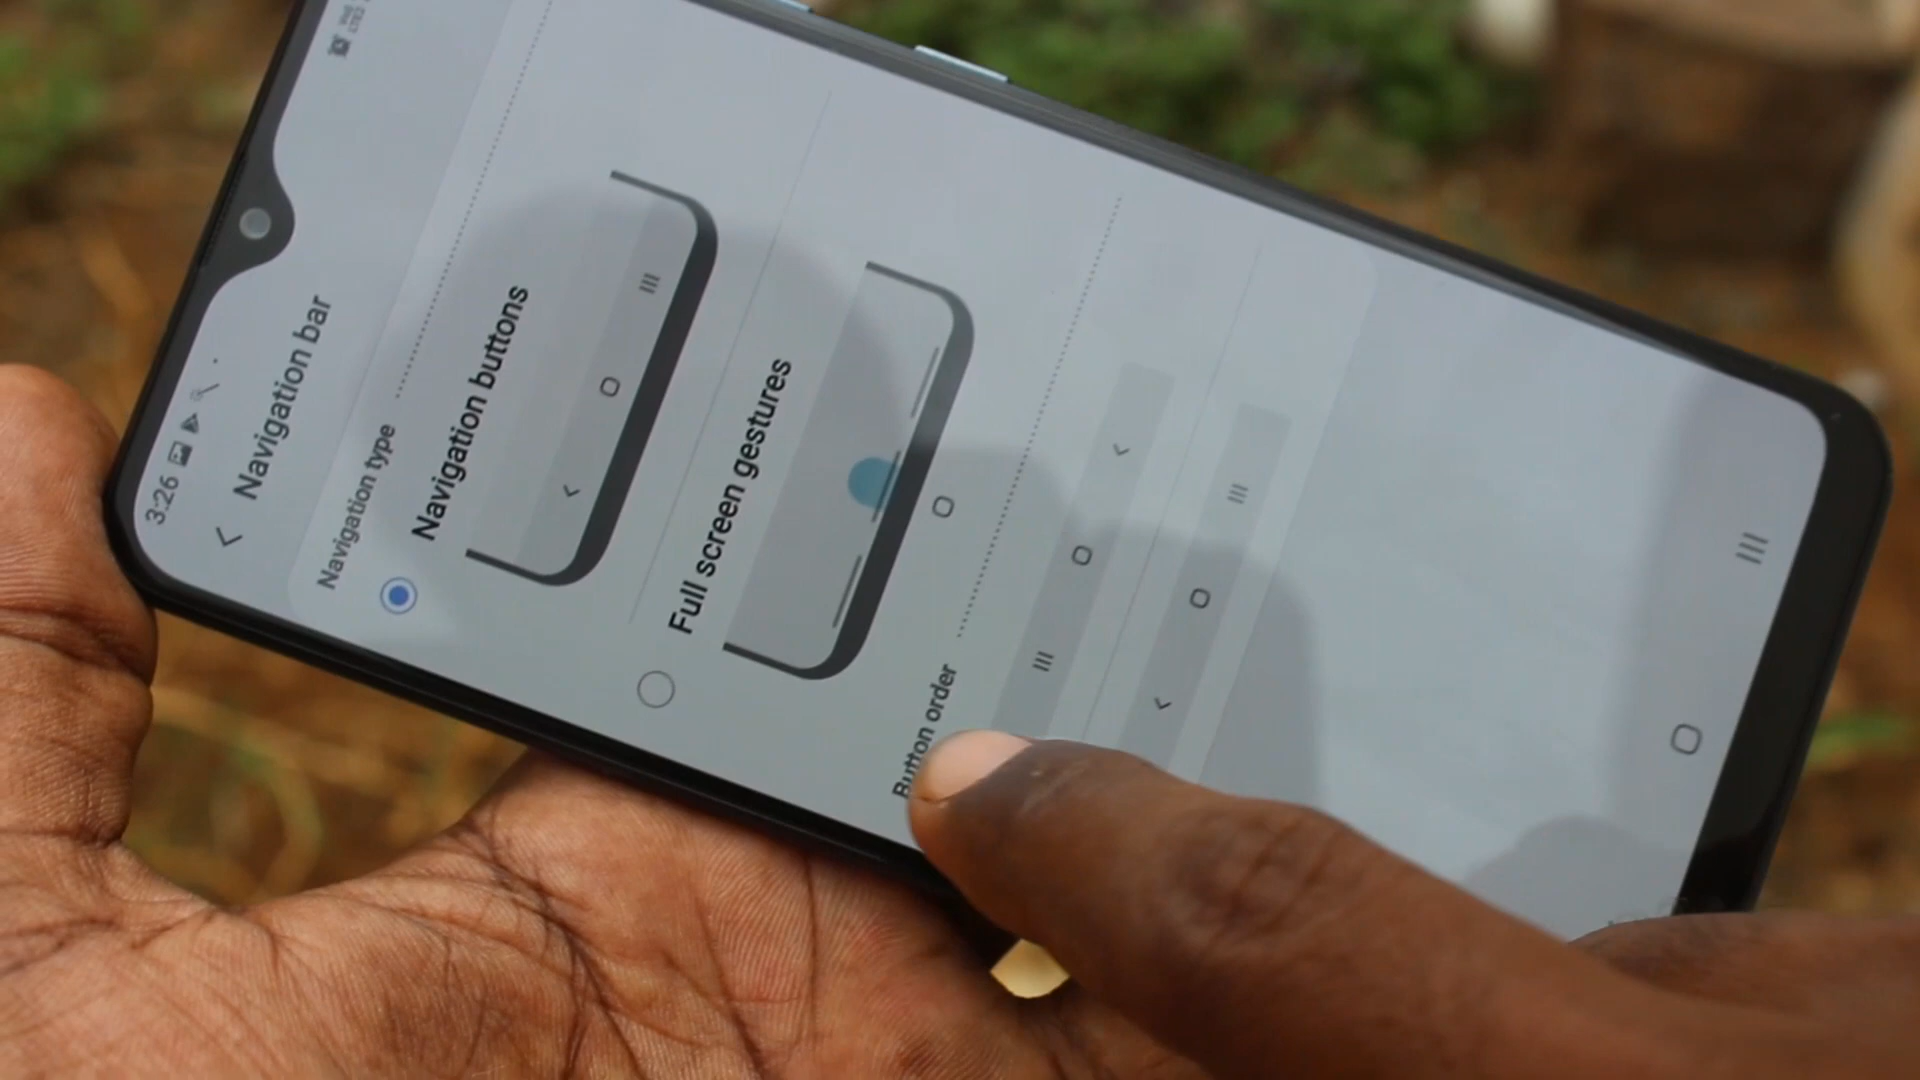 3:26
Navigation bar
Navigation type
Navigation buttons
Full screen gestures
Button order